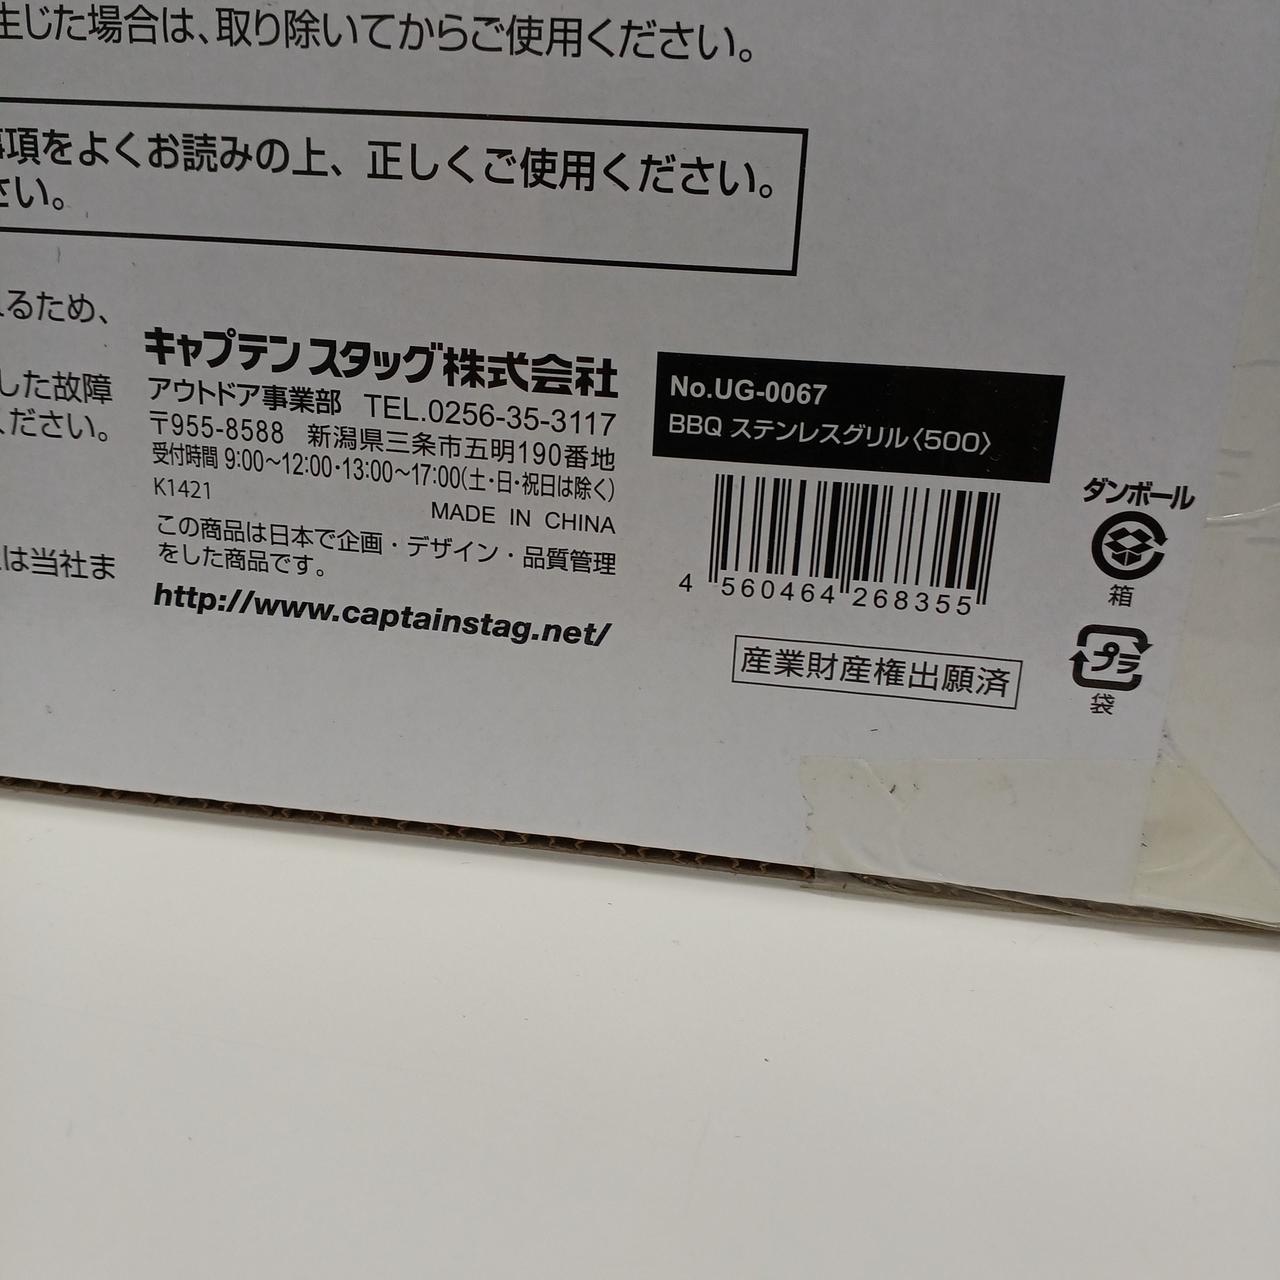 生じた場合は、取り除いてからご使用ください。
事項をよくお読みの上、正しくご使用ください。
さい。
るため、
した故障
ください。
は当社ま
キャプテンスタッグ株式会社
アウトドア事業部 TEL.0256-35-3117
〒955-8588 新潟県三条市五明190番地
受付時間 9:00～12:00・13:00～17:00(土・日・祝日は除く)
K1421
MADE IN CHINA
この商品は日本で企画・デザイン・品質管理
をした商品です。
http://www.captainstag.net/
No.UG-0067
BBQ ステンレスグリル〈500〉
4 560464 268355
産業財産権出願済
ダンボール
箱
プラ
袋